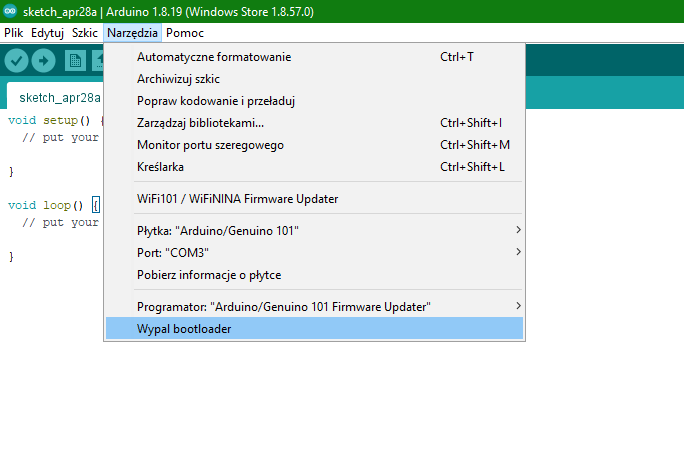 sketch_apr28a | Arduino 1.8.19 (Windows Store 1.8.57.0)
Plik Edytuj Szkic Narzędzia Pomoc
sketch_apr28a
void setup() {
// put your
}
void loop() {
// put your
}
Automatyczne formatowanie Ctrl+T
Archiwizuj szkic
Popraw kodowanie i przeładuj
Zarządzaj bibliotekami... Ctrl+Shift+I
Monitor portu szeregowego Ctrl+Shift+M
Kreślarka Ctrl+Shift+L
WiFi101 / WiFiNINA Firmware Updater
Płytka: "Arduino/Genuino 101"
Port: "COM3"
Pobierz informacje o płytce
Programator: "Arduino/Genuino 101 Firmware Updater"
Wypal bootloader